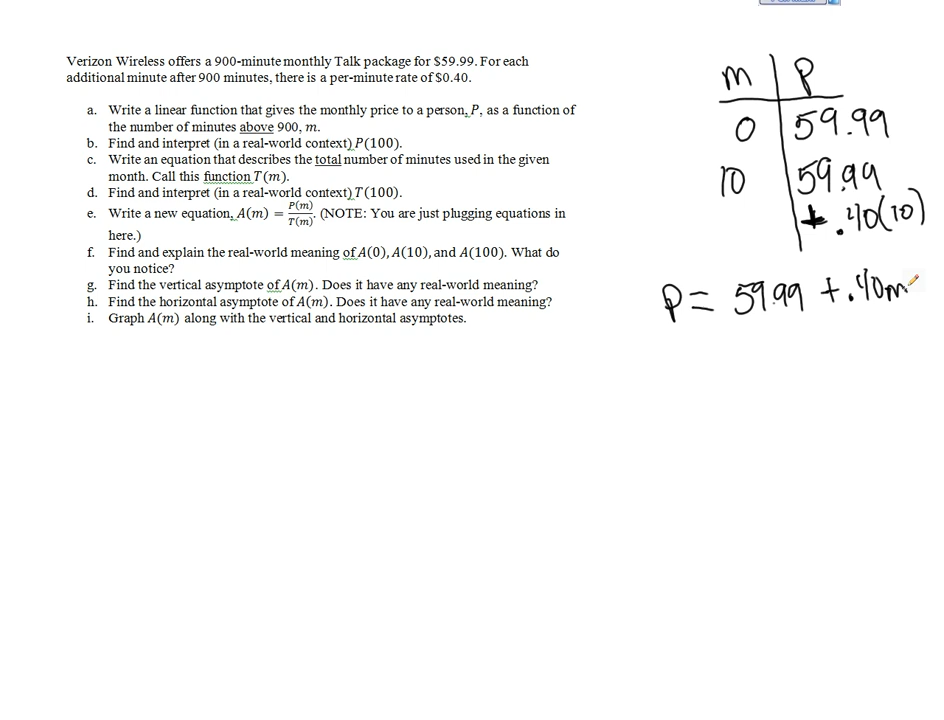 Verizon Wireless offers a 900-minute monthly Talk package for $59.99. For each
additional minute after 900 minutes, there is a per-minute rate of $0.40.
a. Write a linear function that gives the monthly price to a person, P, as a function of
the number of minutes above 900, m.
b. Find and interpret (in a real-world context) P(100).
c. Write an equation that describes the total number of minutes used in the given
month. Call this function T(m).
d. Find and interpret (in a real-world context) T(100).
e. Write a new equation, A(m) = P(m)/T(m). (NOTE: You are just plugging equations in
here.)
f. Find and explain the real-world meaning of A(0), A(10), and A(100). What do
you notice?
g. Find the vertical asymptote of A(m). Does it have any real-world meaning?
h. Find the horizontal asymptote of A(m). Does it have any real-world meaning?
i. Graph A(m) along with the vertical and horizontal asymptotes.
m P
0 59.99
10 59.99
+ .40(10)
P = 59.99 + .40m